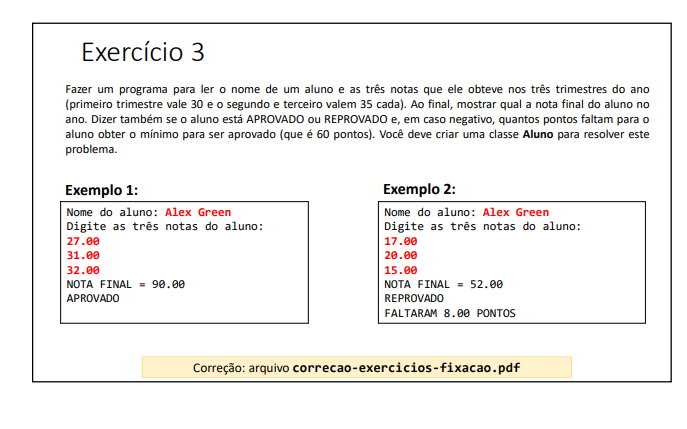 Exercício 3
Fazer um programa para ler o nome de um aluno e as três notas que ele obteve nos três trimestres do ano
(primeiro trimestre vale 30 e o segundo e terceiro valem 35 cada). Ao final, mostrar qual a nota final do aluno no
ano. Dizer também se o aluno está APROVADO ou REPROVADO e, em caso negativo, quantos pontos faltam para o
aluno obter o mínimo para ser aprovado (que é 60 pontos). Você deve criar uma classe Aluno para resolver este
problema.
Exemplo 1:
Nome do aluno: Alex Green
Digite as três notas do aluno:
27.00
31.00
32.00
NOTA FINAL = 90.00
APROVADO
Exemplo 2:
Nome do aluno: Alex Green
Digite as três notas do aluno:
17.00
20.00
15.00
NOTA FINAL = 52.00
REPROVADO
FALTARAM 8.00 PONTOS
Correção: arquivo correcao-exercicios-fixacao.pdf